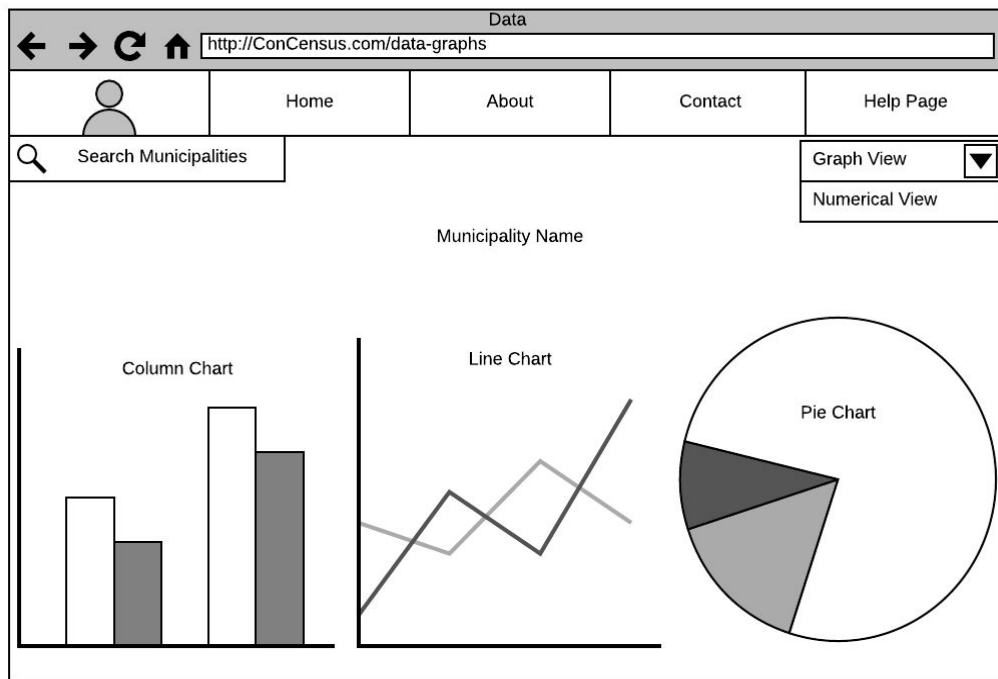 Data
http://ConCensus.com/data-graphs
Home
About
Contact
Help Page
Search Municipalities
Graph View
Numerical View
Municipality Name
Column Chart
Line Chart
Pie Chart